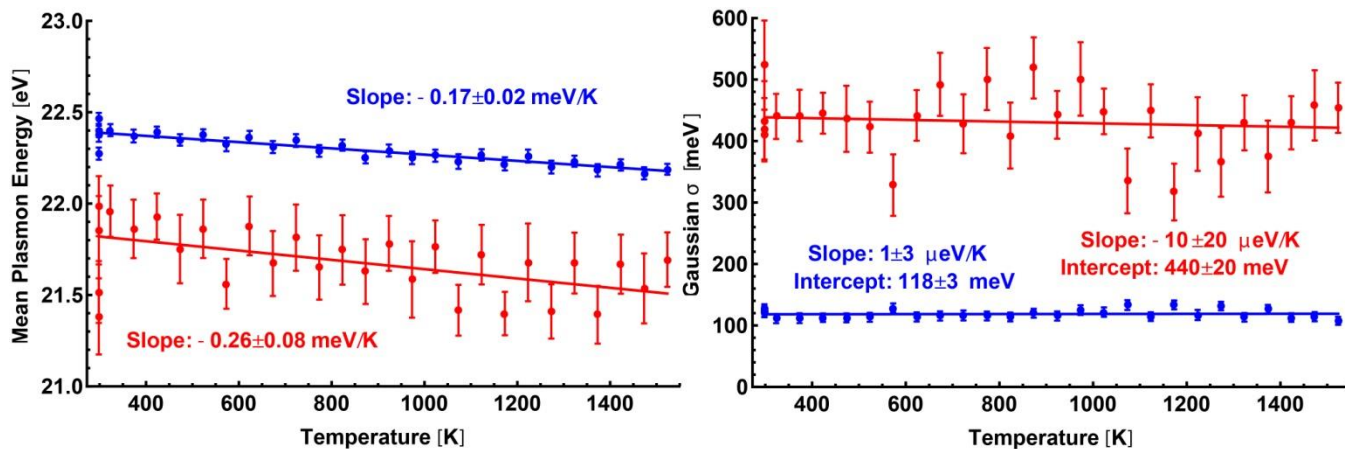 Mean Plasmon Energy [eV]
23.0
22.5
22.0
21.5
21.0
Slope: - 0.17±0.02 meV/K
Slope: - 0.26±0.08 meV/K
400 600 800 1000 1200 1400
Temperature [K]
Gaussian σ [meV]
600
500
400
300
200
100
0
Slope: 1±3 μeV/K
Intercept: 118±3 meV
Slope: - 10±20 μeV/K
Intercept: 440±20 meV
400 600 800 1000 1200 1400
Temperature [K]